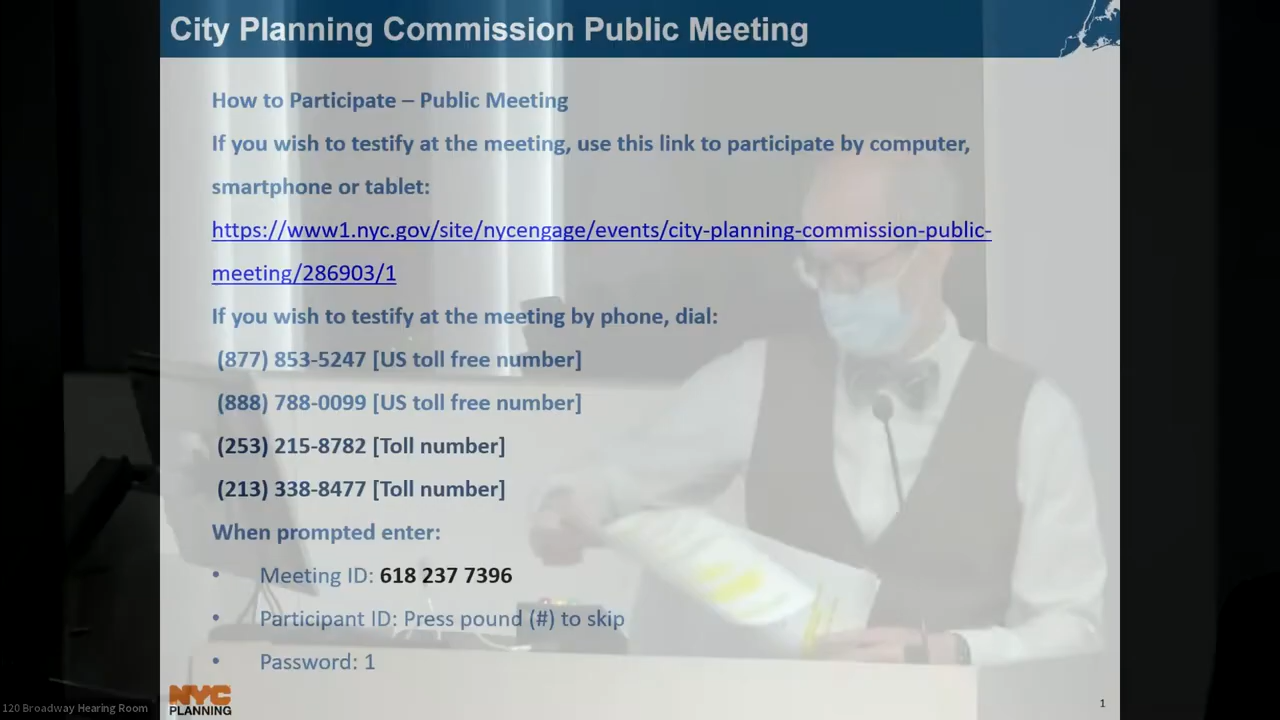 City Planning Commission Public Meeting
How to Participate – Public Meeting
If you wish to testify at the meeting, use this link to participate by computer,
smartphone or tablet:
https://www1.nyc.gov/site/nycengage/events/city-planning-commission-public-
meeting/286903/1
If you wish to testify at the meeting by phone, dial:
(877) 853-5247 [US toll free number]
(888) 788-0099 [US toll free number]
(253) 215-8782 [Toll number]
(213) 338-8477 [Toll number]
When prompted enter:
• Meeting ID: 618 237 7396
• Participant ID: Press pound (#) to skip
• Password: 1
NYC
PLANNING
1
120 Broadway Hearing Room